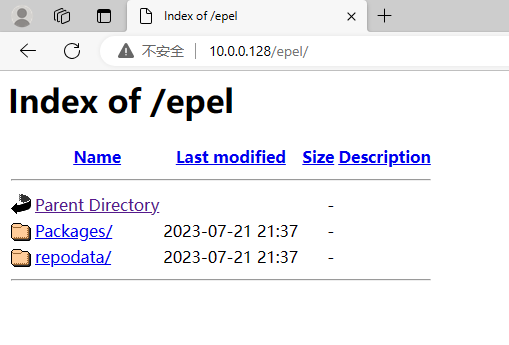 Index of /epel
不安全 10.0.0.128/epel/
Index of /epel
Name Last modified Size Description
Parent Directory -
Packages/ 2023-07-21 21:37 -
repodata/ 2023-07-21 21:37 -